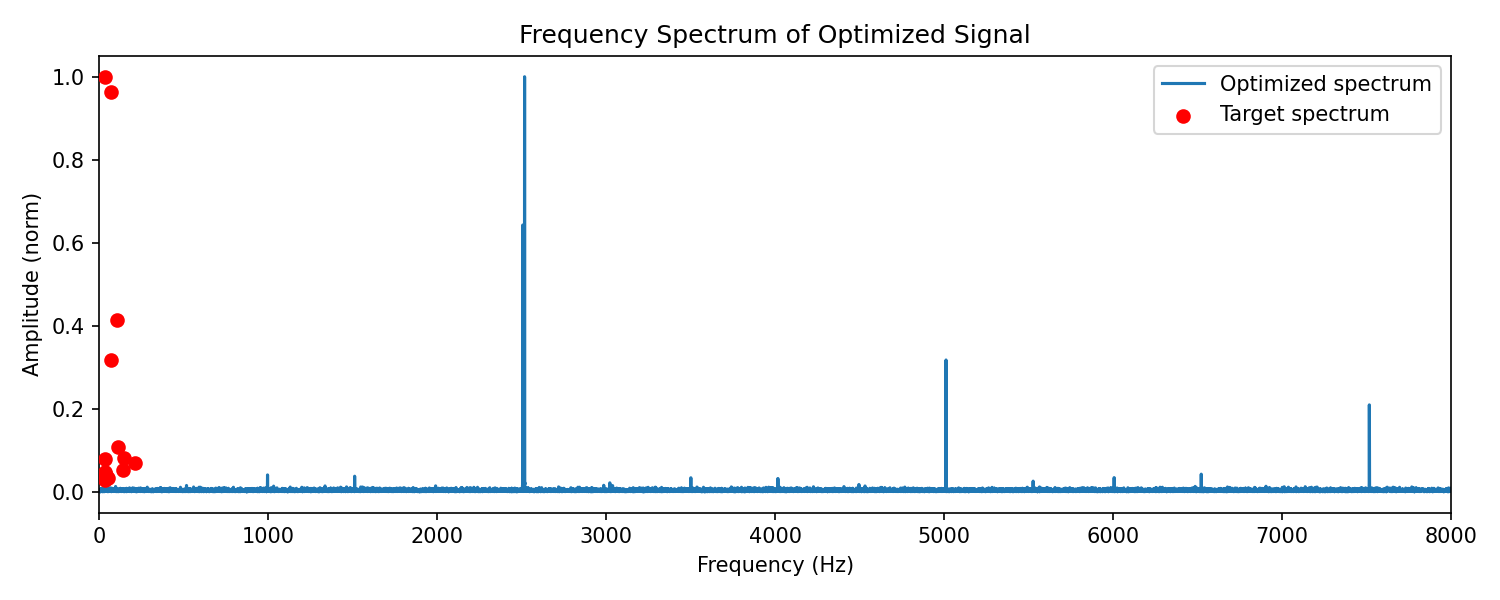 Frequency Spectrum of Optimized Signal
Optimized spectrum
Target spectrum
Amplitude (norm)
1.0
0.8
0.6
0.4
0.2
0.0
0 1000 2000 3000 4000 5000 6000 7000 8000
Frequency (Hz)